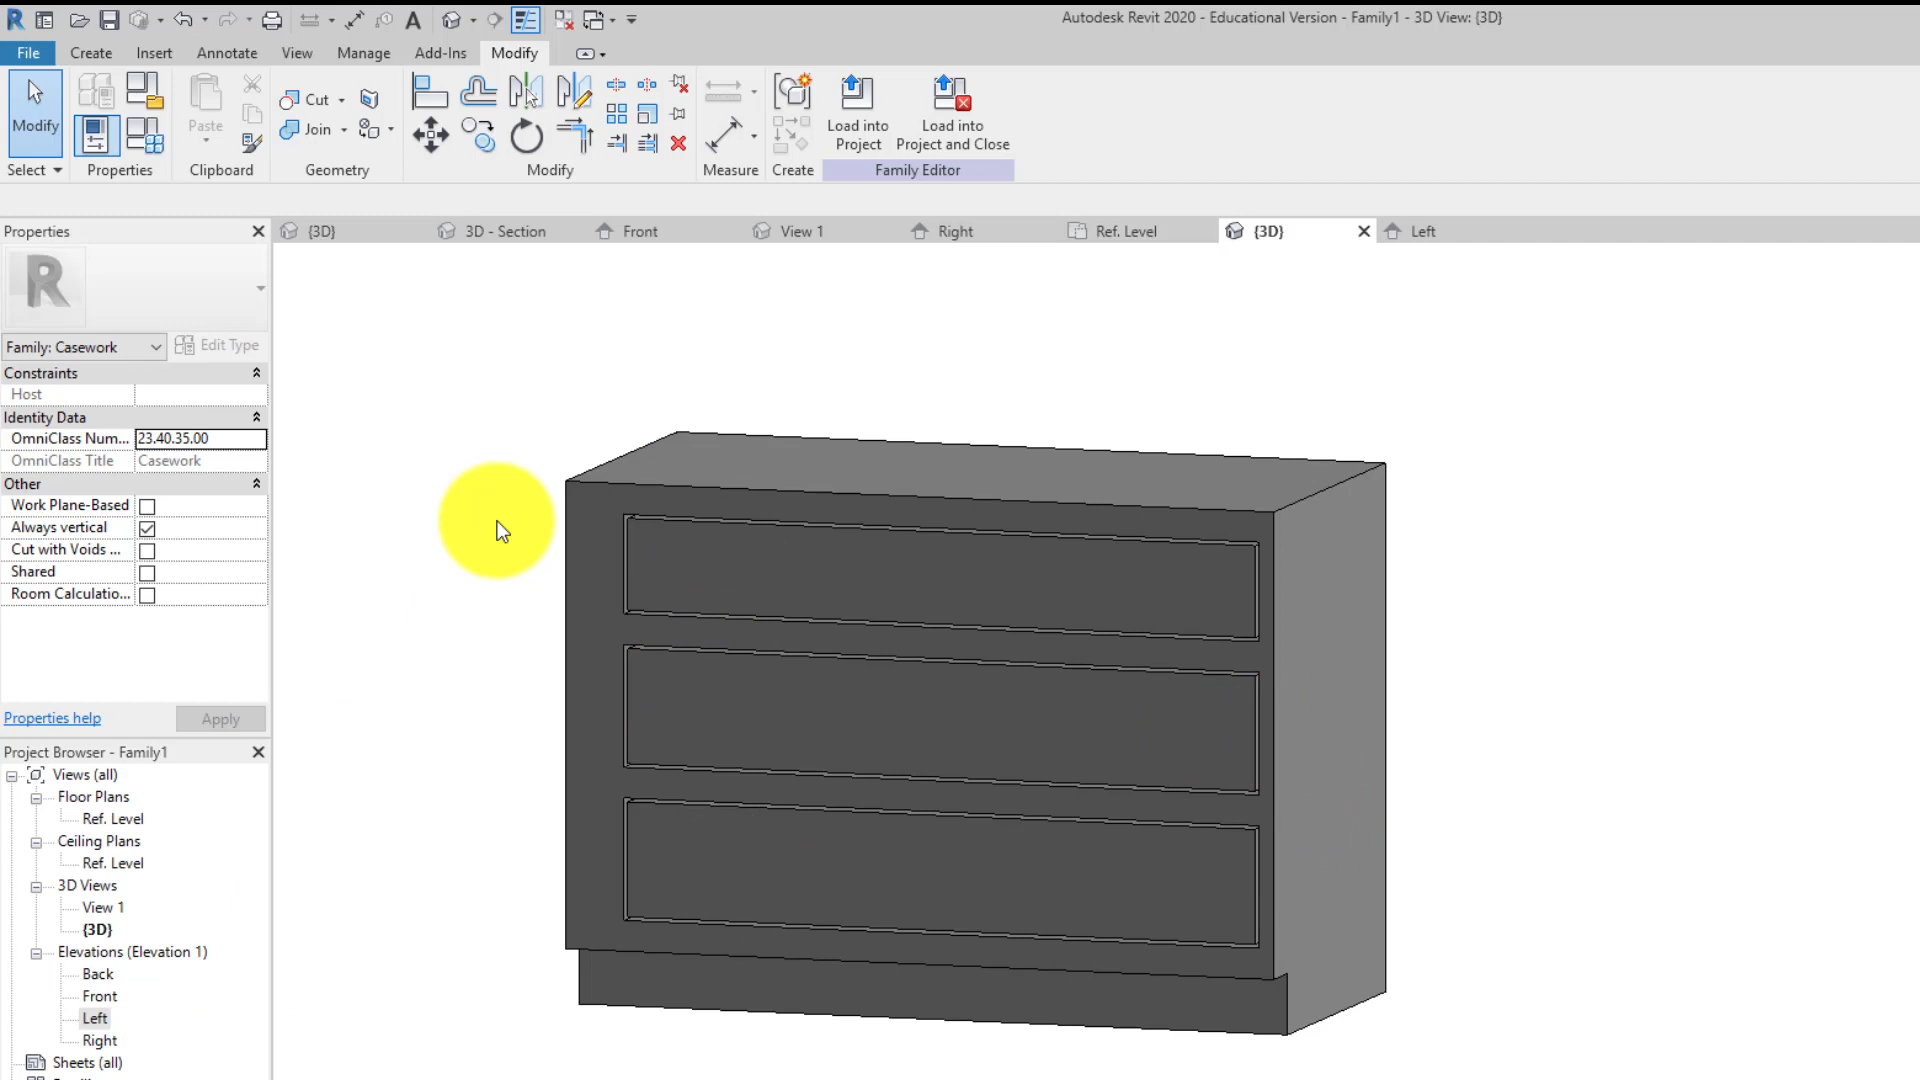 Autodesk Revit 2020 - Educational Version - Family1 - 3D View: {3D}
File Create Insert Annotate View Manage Add-Ins Modify
Modify
Paste
Cut
Join
Load into Project
Load into Project and Close
Select Properties Clipboard Geometry Modify Measure Create Family Editor
Properties
{3D} 3D - Section Front View 1 Right Ref. Level {3D} Left
Family: Casework Edit Type
Constraints
Host
Identity Data
OmniClass Num... 23.40.35.00
OmniClass Title Casework
Other
Work Plane-Based
Always vertical
Cut with Voids ...
Shared
Room Calculatio...
Properties help Apply
Project Browser - Family1
Views (all)
Floor Plans
Ref. Level
Ceiling Plans
Ref. Level
3D Views
View 1
{3D}
Elevations (Elevation 1)
Back
Front
Left
Right
Sheets (all)